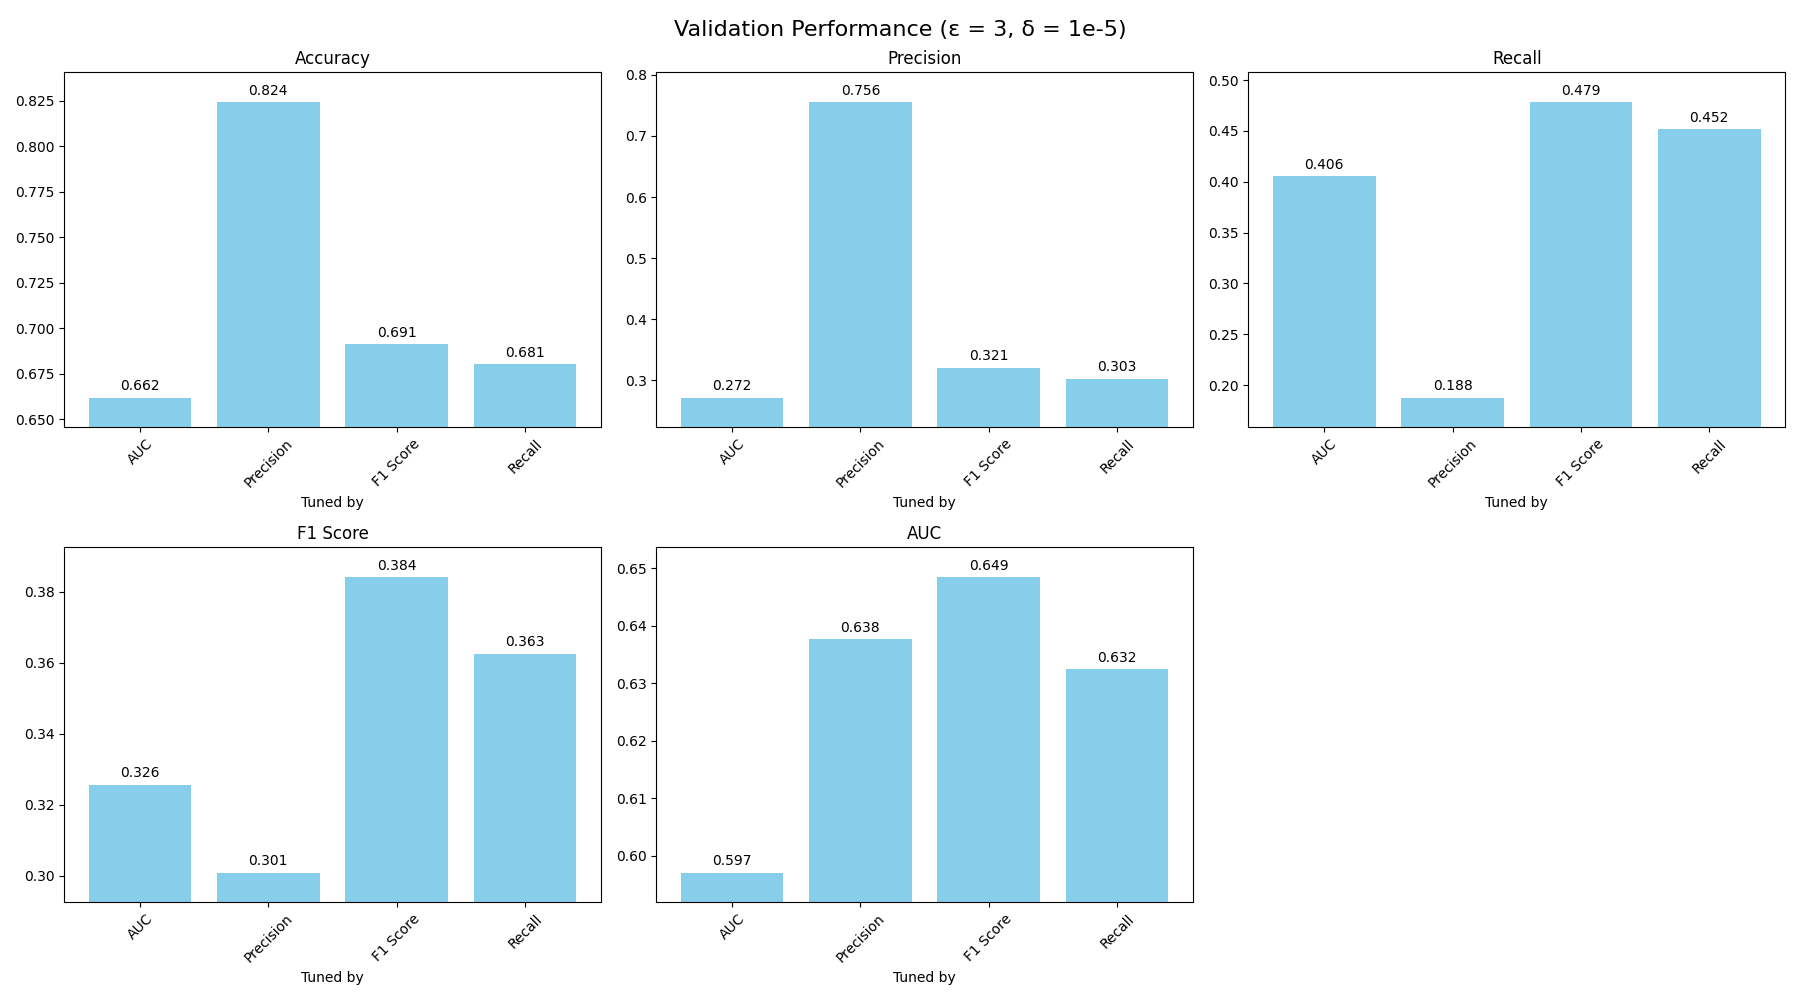 Validation Performance (ε = 3, δ = 1e-5)
Accuracy
0.825
0.800
0.775
0.750
0.725
0.700
0.675
0.650
0.662
0.824
0.691
0.681
AUC
Precision
F1 Score
Recall
Tuned by
Precision
0.8
0.7
0.6
0.5
0.4
0.3
0.272
0.756
0.321
0.303
AUC
Precision
F1 Score
Recall
Tuned by
Recall
0.50
0.45
0.40
0.35
0.30
0.25
0.20
0.406
0.188
0.479
0.452
AUC
Precision
F1 Score
Recall
Tuned by
F1 Score
0.38
0.36
0.34
0.32
0.30
0.326
0.301
0.384
0.363
AUC
Precision
F1 Score
Recall
Tuned by
AUC
0.65
0.64
0.63
0.62
0.61
0.60
0.597
0.638
0.649
0.632
AUC
Precision
F1 Score
Recall
Tuned by